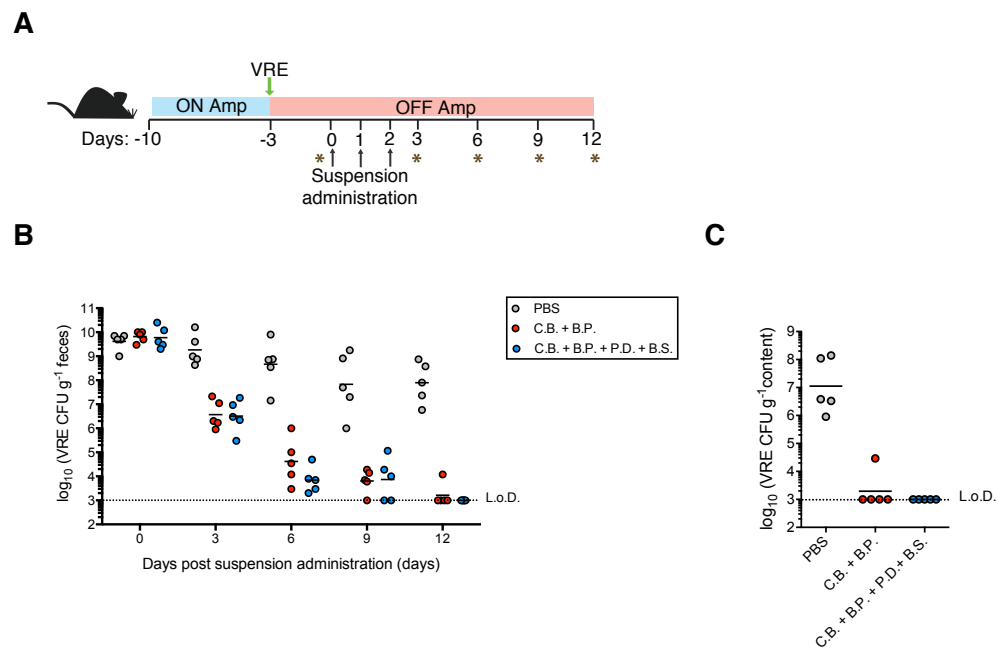 A
VRE
ON Amp OFF Amp
Days: -10 -3 0 1 2 3 6 9 12
* * * * *
Suspension
administration
B
log10 (VRE CFU g-1 feces)
11
10
9
8
7
6
5
4
3
2
L.o.D.
0 3 6 9 12
Days post suspension administration (days)
PBS
C.B. + B.P.
C.B. + B.P. + P.D. + B.S.
C
log10 (VRE CFU g-1content)
9
8
7
6
5
4
3
2
L.o.D.
PBS
C.B. + B.P.
C.B. + B.P. + P.D.+ B.S.